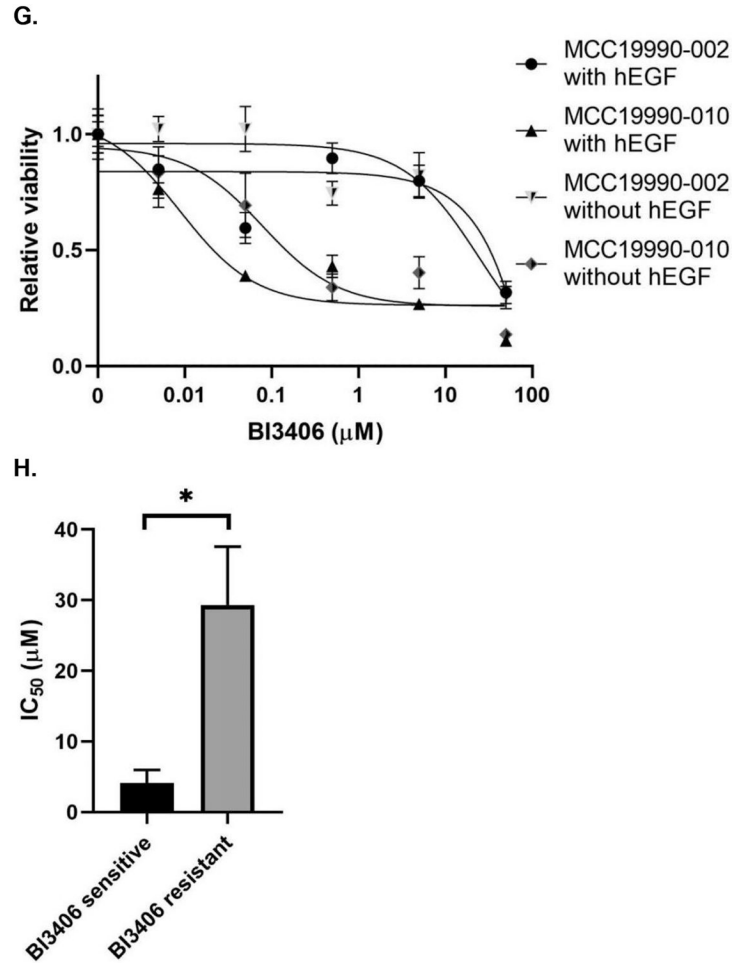 G.
MCC19990-002
with hEGF
MCC19990-010
with hEGF
MCC19990-002
without hEGF
MCC19990-010
without hEGF
Relative viability
1.0
0.5
0.0
0 0.01 0.1 1 10 100
BI3406 (μM)
H.
*
IC50 (μM)
40
30
20
10
0
BI3406 sensitive
BI3406 resistant